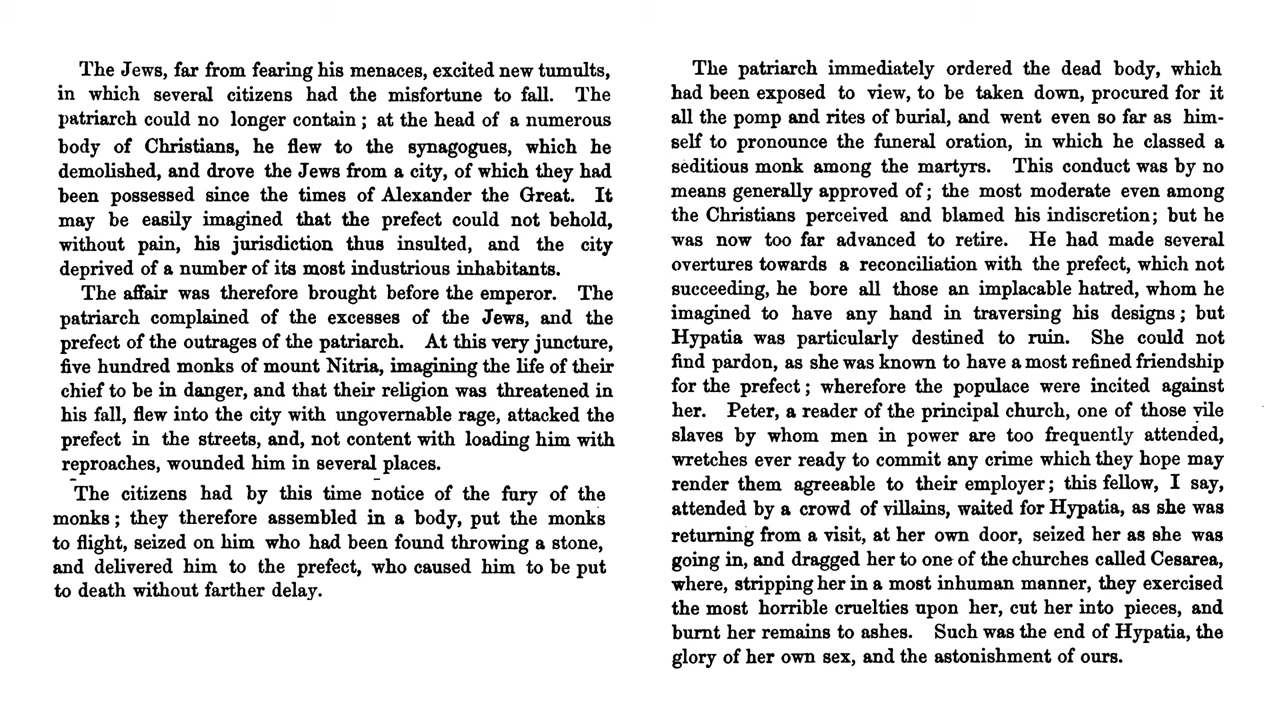 The Jews, far from fearing his menaces, excited new tumults,
in which several citizens had the misfortune to fall. The
patriarch could no longer contain; at the head of a numerous
body of Christians, he flew to the synagogues, which he
demolished, and drove the Jews from a city, of which they had
been possessed since the times of Alexander the Great. It
may be easily imagined that the prefect could not behold,
without pain, his jurisdiction thus insulted, and the city
deprived of a number of its most industrious inhabitants.
The affair was therefore brought before the emperor. The
patriarch complained of the excesses of the Jews, and the
prefect of the outrages of the patriarch. At this very juncture,
five hundred monks of mount Nitria, imagining the life of their
chief to be in danger, and that their religion was threatened in
his fall, flew into the city with ungovernable rage, attacked the
prefect in the streets, and, not content with loading him with
reproaches, wounded him in several places.
The citizens had by this time notice of the fury of the
monks; they therefore assembled in a body, put the monks
to flight, seized on him who had been found throwing a stone,
and delivered him to the prefect, who caused him to be put
to death without farther delay.
The patriarch immediately ordered the dead body, which
had been exposed to view, to be taken down, procured for it
all the pomp and rites of burial, and went even so far as him-
self to pronounce the funeral oration, in which he classed a
seditious monk among the martyrs. This conduct was by no
means generally approved of; the most moderate even among
the Christians perceived and blamed his indiscretion; but he
was now too far advanced to retire. He had made several
overtures towards a reconciliation with the prefect, which not
succeeding, he bore all those an implacable hatred, whom he
imagined to have any hand in traversing his designs; but
Hypatia was particularly destined to ruin. She could not
find pardon, as she was known to have a most refined friendship
for the prefect; wherefore the populace were incited against
her. Peter, a reader of the principal church, one of those vile
slaves by whom men in power are too frequently attended,
wretches ever ready to commit any crime which they hope may
render them agreeable to their employer; this fellow, I say,
attended by a crowd of villains, waited for Hypatia, as she was
returning from a visit, at her own door, seized her as she was
going in, and dragged her to one of the churches called Cesarea,
where, stripping her in a most inhuman manner, they exercised
the most horrible cruelties upon her, cut her into pieces, and
burnt her remains to ashes. Such was the end of Hypatia, the
glory of her own sex, and the astonishment of ours.